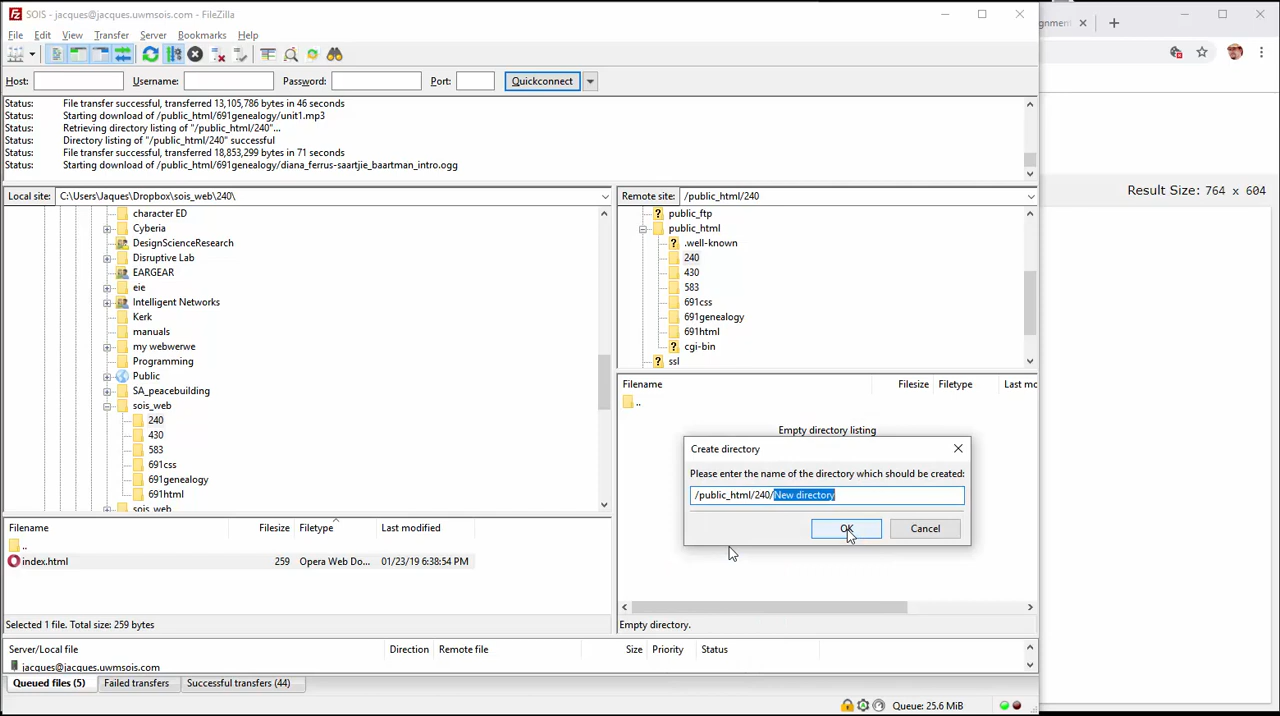 SOIS - jacques@jacques.uwmsois.com - FileZilla
File Edit View Transfer Server Bookmarks Help
Host: Username: Password: Port: Quickconnect
Status: File transfer successful, transferred 13,105,786 bytes in 46 seconds
Status: Starting download of /public_html/691genealogy/unit1.mp3
Status: Retrieving directory listing of "/public_html/240"...
Status: Directory listing of "/public_html/240" successful
Status: File transfer successful, transferred 18,853,299 bytes in 71 seconds
Status: Starting download of /public_html/691genealogy/diana_ferrus-saartjie_baartman_intro.ogg
Local site: C:\Users\Jaques\Dropbox\sois_web\240\
character ED
Cyberia
DesignScienceResearch
Disruptive Lab
EARGEAR
eie
Intelligent Networks
Kerk
manuals
my webwerwe
Programming
Public
SA_peacebuilding
sois_web
240
430
583
691css
691genealogy
691html
sois_web
Filename Filesize Filetype Last modified
..
index.html 259 Opera Web Do... 01/23/19 6:38:54 PM
Selected 1 file. Total size: 259 bytes
Remote site: /public_html/240
? public_ftp
public_html
? .well-known
240
430
583
691css
691genealogy
691html
? cgi-bin
? ssl
Filename Filesize Filetype Last mo
..
Empty directory listing
Create directory
Please enter the name of the directory which should be created:
/public_html/240/New directory
OK Cancel
Empty directory.
Server/Local file Direction Remote file Size Priority Status
jacques@jacques.uwmsois.com
Queued files (5) Failed transfers Successful transfers (44)
Queue: 25.6 MiB
ignment
Result Size: 764 x 604